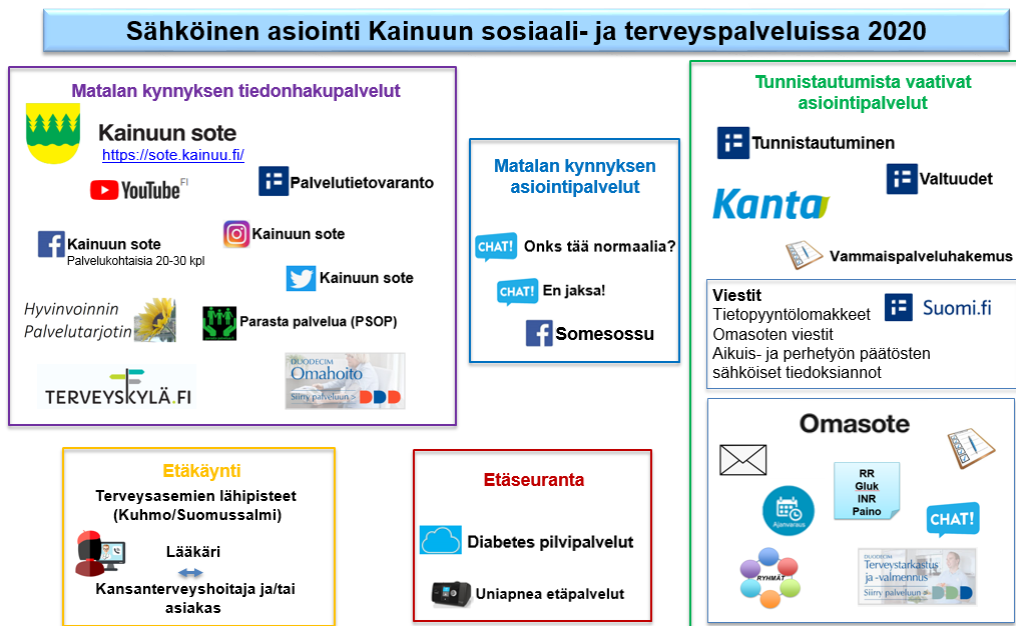 Sähköinen asiointi Kainuun sosiaali- ja terveyspalveluissa 2020
Matalan kynnyksen tiedonhakupalvelut
Kainuun sote
https://sote.kainuu.fi/
YouTube FI
Palvelutietovaranto
Kainuun sote
Palvelukohtaisia 20-30 kpl
Kainuun sote
Kainuun sote
Hyvinvoinnin
Palvelutarjotin
Parasta palvelua (PSOP)
TERVEYSKYLÄ.FI
DUODECIM
Omahoito
Siirry palveluun >
Matalan kynnyksen
asiointipalvelut
CHAT! Onks tää normaalia?
CHAT! En jaksa!
Somesossu
Tunnistautumista vaativat
asiointipalvelut
Tunnistautuminen
Valtuudet
Kanta
Vammaispalveluhakemus
Viestit
Tietopyyntölomakkeet
Omasoten viestit
Aikuis- ja perhetyön päätösten
sähköiset tiedoksiannot
Suomi.fi
Omasote
RR
Gluk
INR
Paino
Ajanvaraus
CHAT!
RYHMÄT
DUODECIM
Terveystarkastus
ja -valmennus
Siirry palveluun >
Etäkäynti
Terveysasemien lähipisteet
(Kuhmo/Suomussalmi)
Lääkäri
Kansanterveyshoitaja ja/tai
asiakas
Etäseuranta
Diabetes pilvipalvelut
Uniapnea etäpalvelut